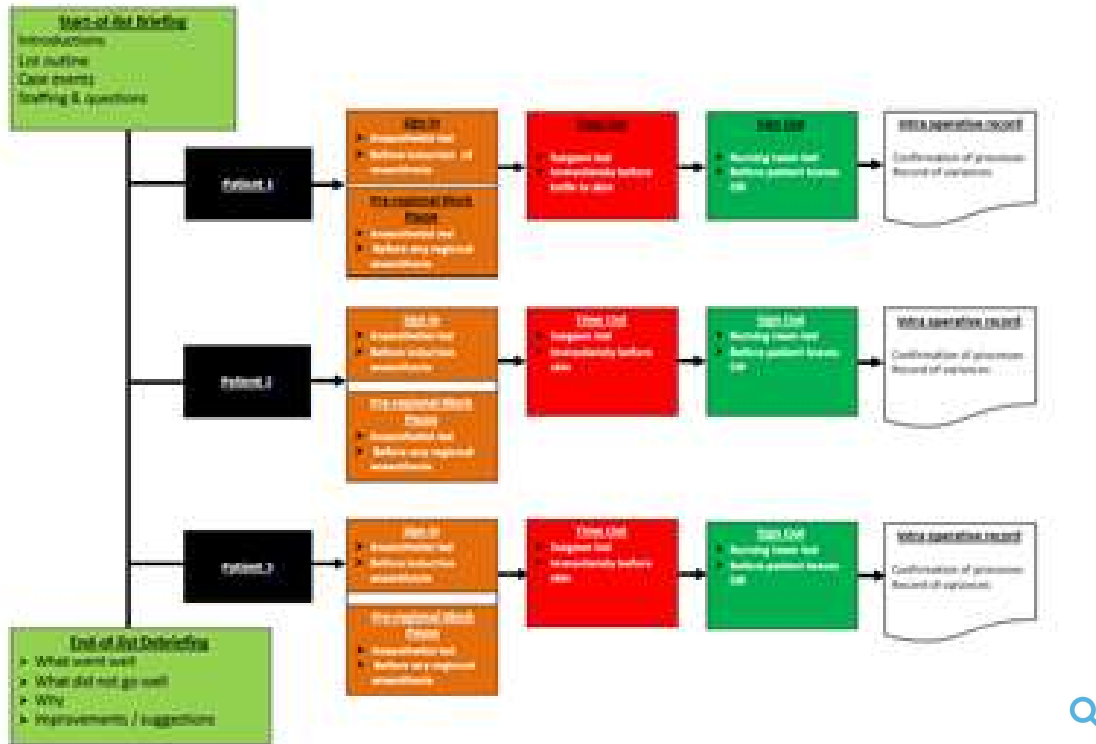 Start-of-list Briefing
Introductions
List outline
Case events
Staffing & questions
Patient 1
Sign In
Anaesthetist led
Before induction of
anaesthesia
Pre-regional Block
Pause
Anaesthetist led
Before any regional
anaesthesia
Time Out
Surgeon led
Immediately before
knife to skin
Sign Out
Nursing team led
Before patient leaves
OR
Intra operative record
Confirmation of processes
Record of variances
Patient 2
Sign In
Anaesthetist led
Before induction
anaesthesia
Pre-regional Block
Pause
Anaesthetist led
Before any regional
anaesthesia
Time Out
Surgeon led
Immediately before
skin
Sign Out
Nursing team led
Before patient leaves
OR
Intra operative record
Confirmation of processes
Record of variances
Patient 3
Sign In
Anaesthetist led
Before induction
anaesthesia
Pre-regional Block
Pause
Anaesthetist led
Before any regional
anaesthesia
Time Out
Surgeon led
Immediately before
skin
Sign Out
Nursing team led
Before patient leaves
OR
Intra operative record
Confirmation of processes
Record of variances
End of list Debriefing
What went well
What did not go well
Why
Improvements / suggestions